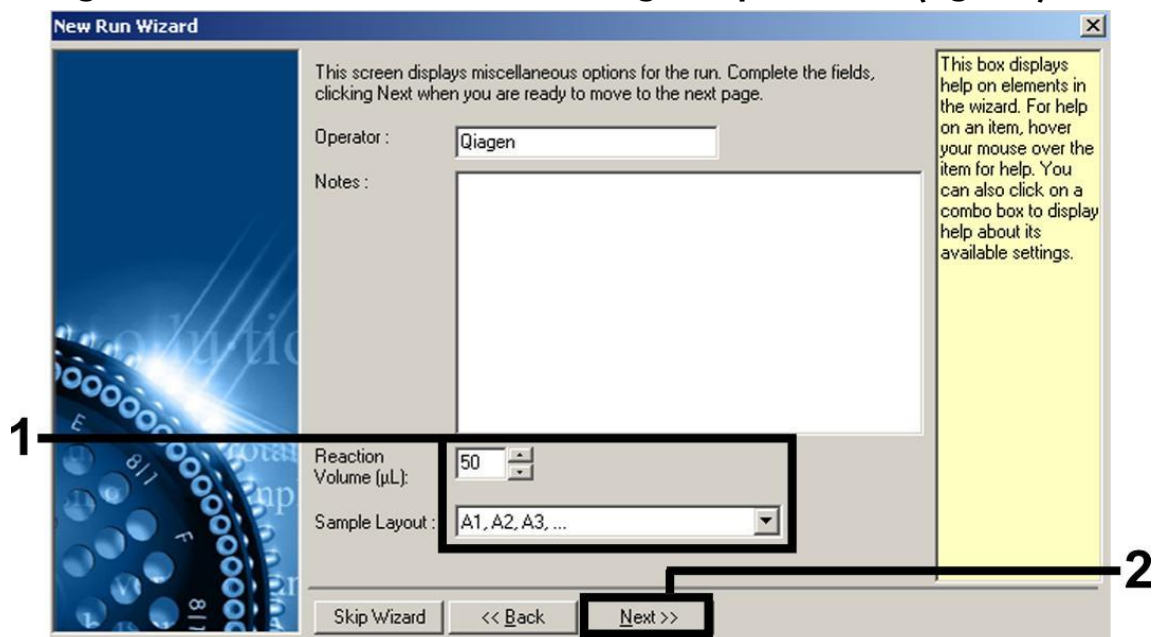 New Run Wizard
This screen displays miscellaneous options for the run. Complete the fields,
clicking Next when you are ready to move to the next page.
Operator :
Qiagen
Notes :
1
Reaction
Volume (µL):
50
Sample Layout :
A1, A2, A3, ...
Skip Wizard
<< Back
Next >>
2
This box displays
help on elements in
the wizard. For help
on an item, hover
your mouse over the
item for help. You
can also click on a
combo box to display
help about its
available settings.
E
8/1
F
8/1